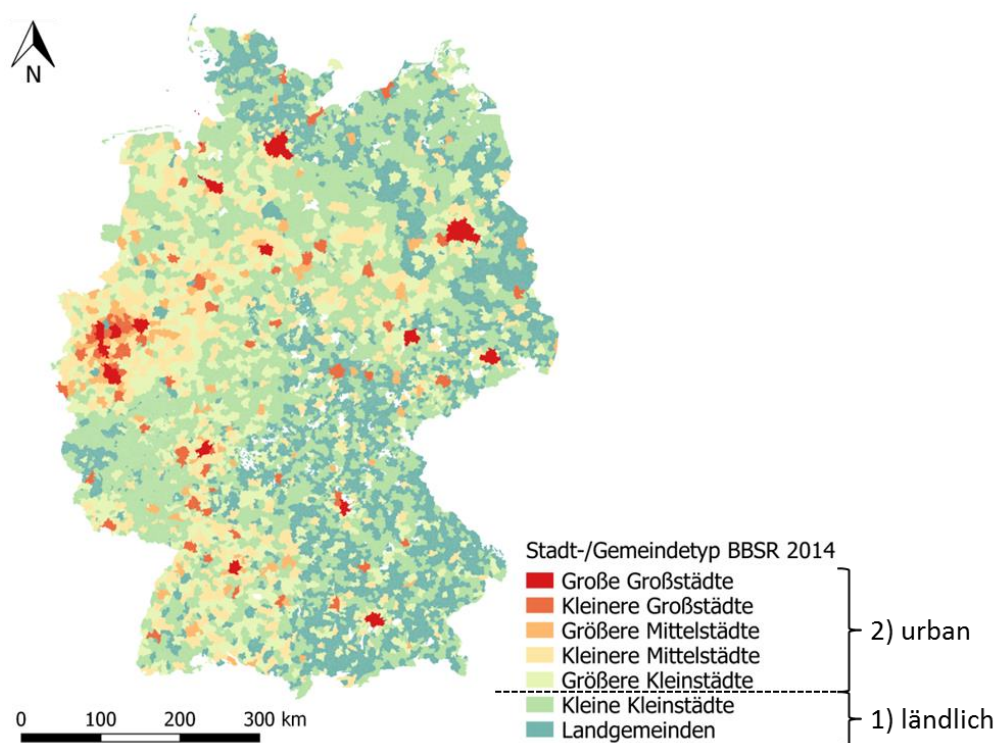 N
Stadt-/Gemeindetyp BBSR 2014
Große Großstädte
Kleinere Großstädte
Größere Mittelstädte
Kleinere Mittelstädte
Größere Kleinstädte
Kleine Kleinstädte
Landgemeinden
2) urban
1) ländlich
0 100 200 300 km